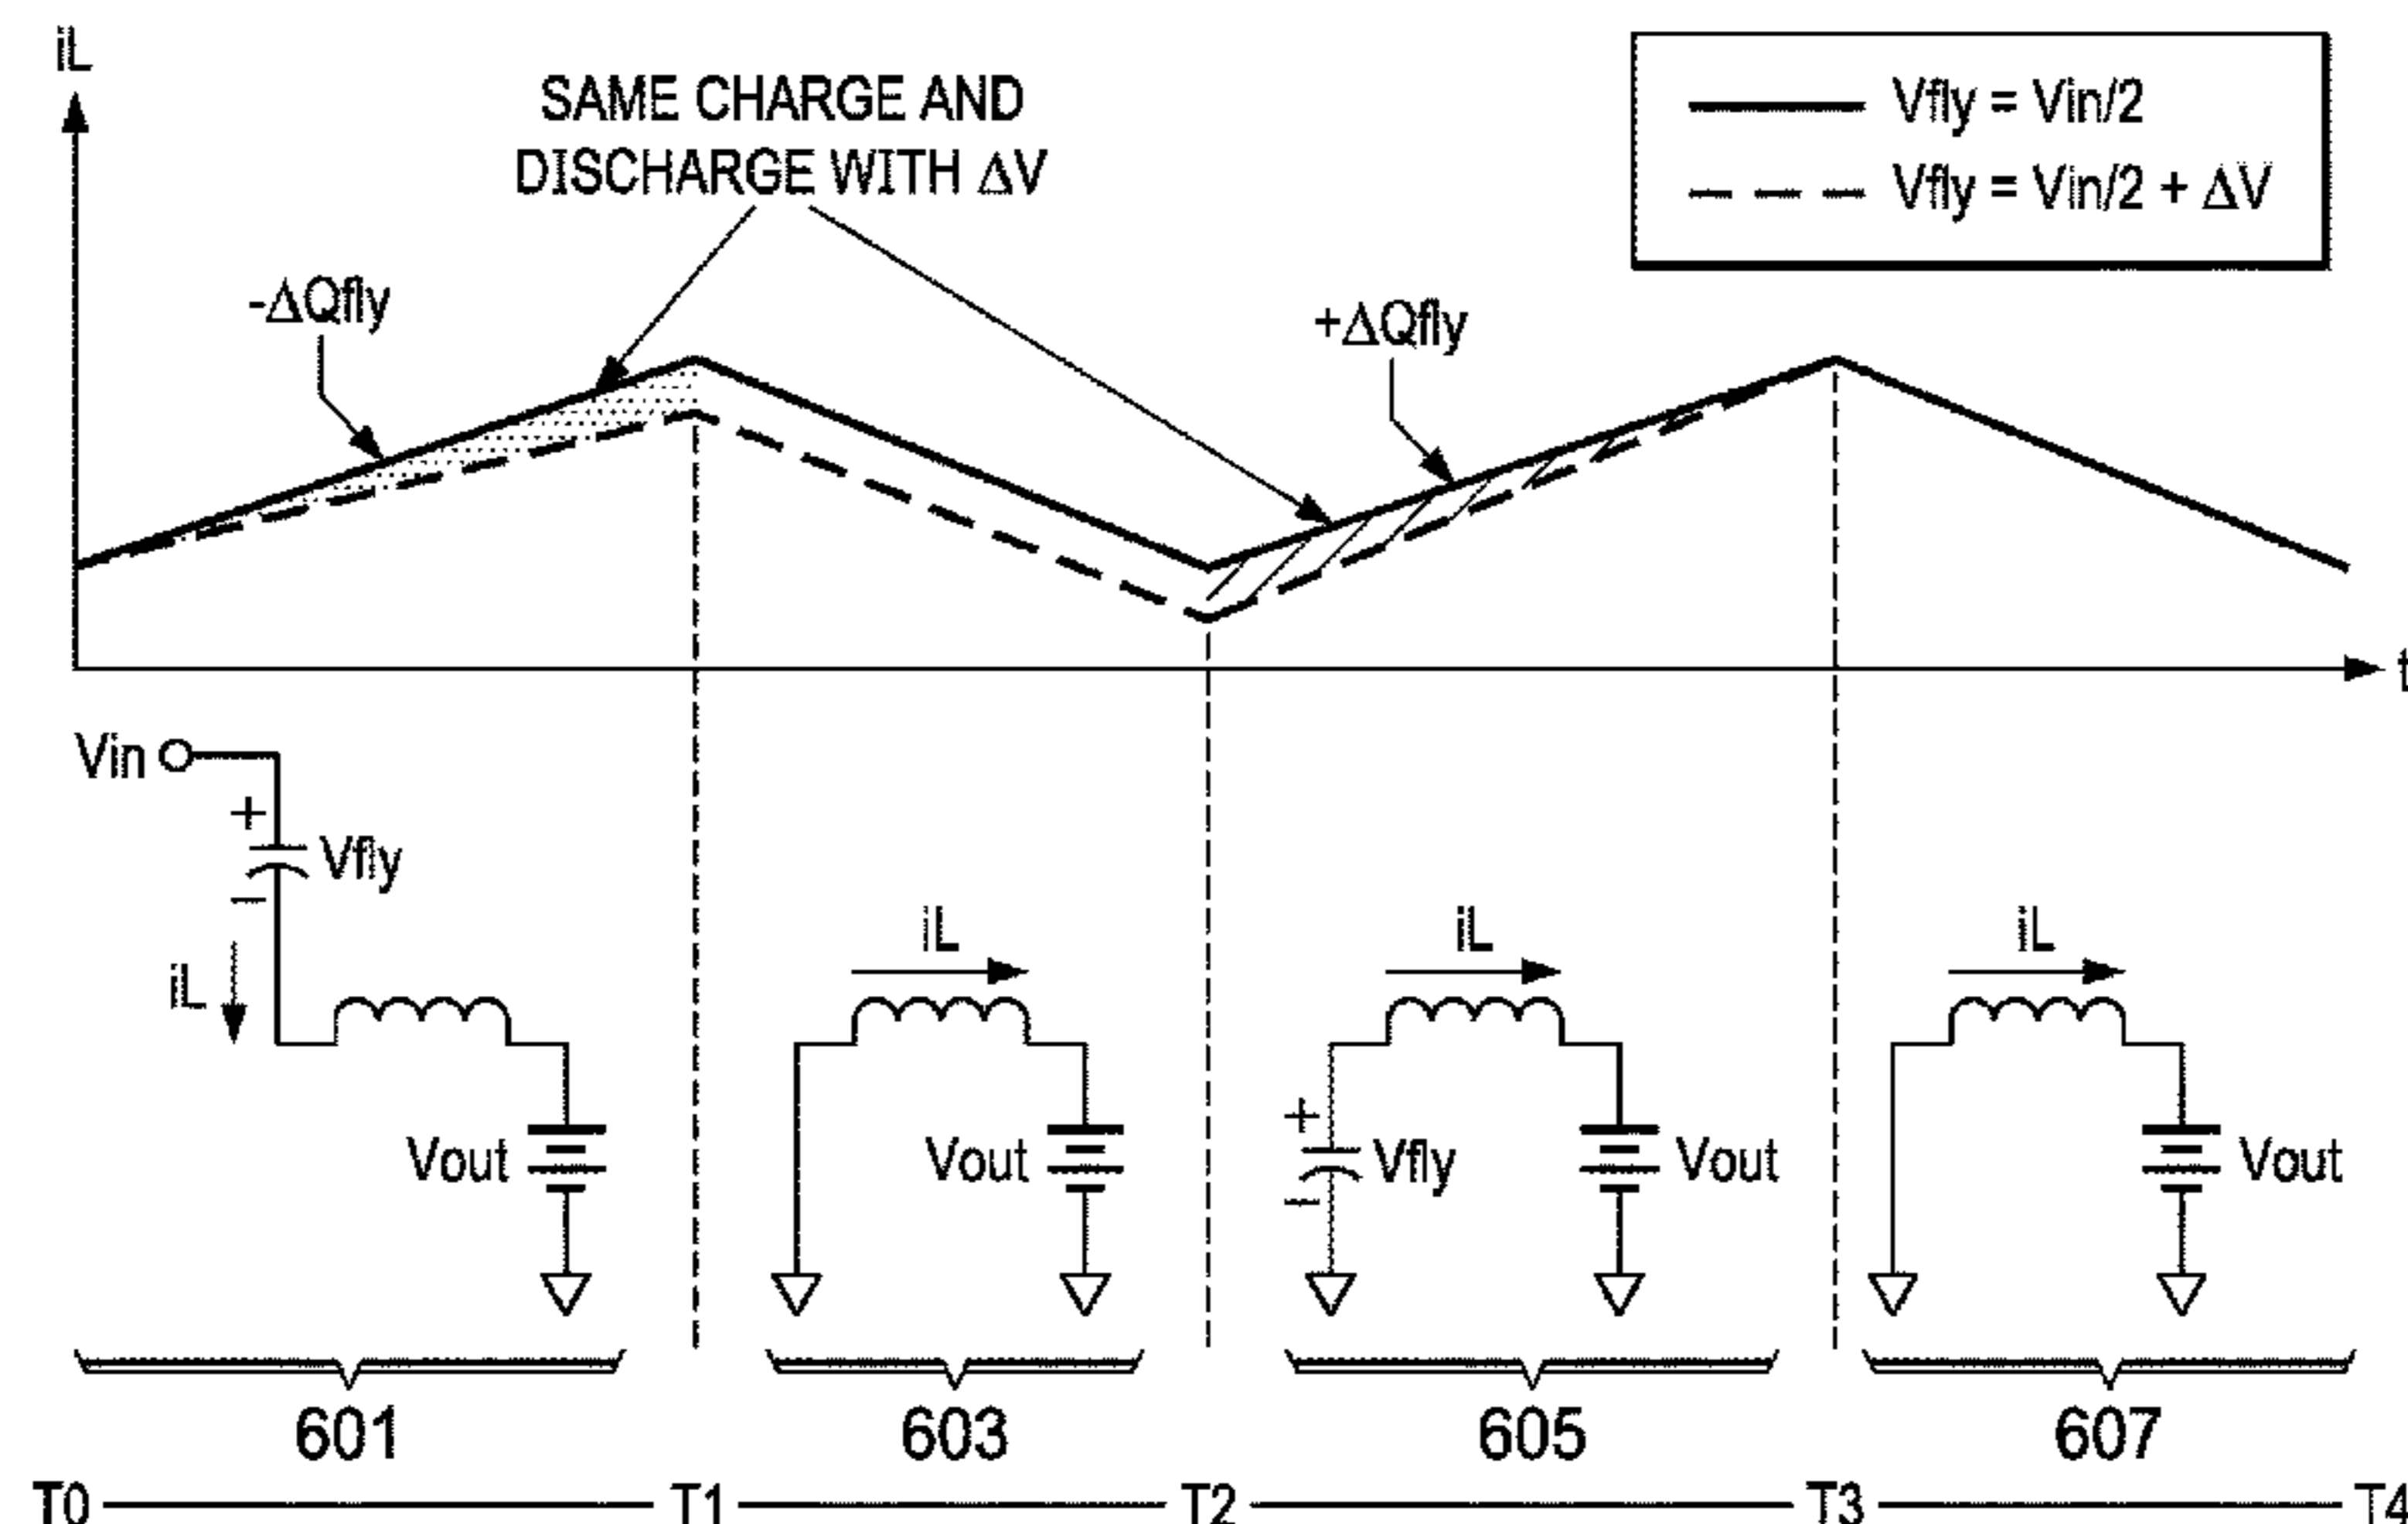 iL
SAME CHARGE AND
DISCHARGE WITH ΔV
Vfly = Vin/2
Vfly = Vin/2 + ΔV
-ΔQfly
+ΔQfly
t
Vin
+
Vfly
−
iL
Vout
iL
Vout
iL
+
Vfly
−
Vout
iL
Vout
601
603
605
607
T0
T1
T2
T3
T4